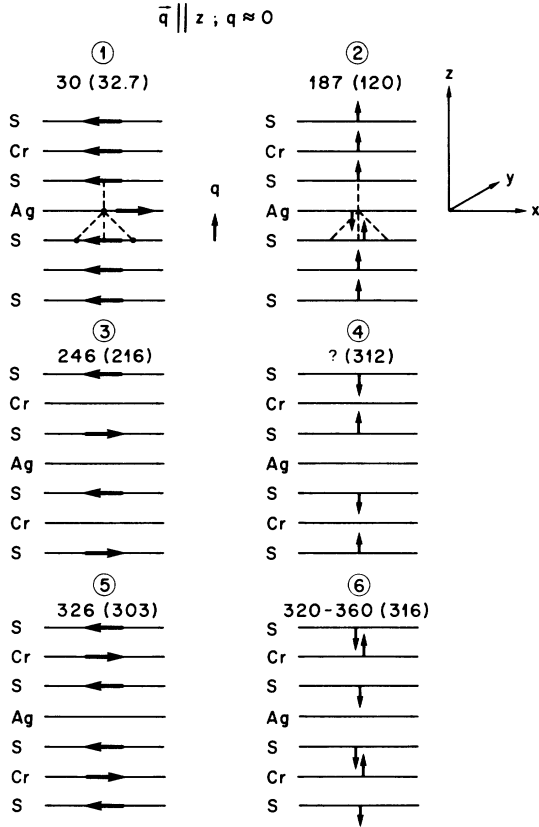 q⃗ ∥ z ; q ≈ 0
① ②
30 (32.7) 187 (120)
z
S S
y
Cr Cr
S S
q
x
Ag Ag
S S
S S
③ ④
246 (216) ? (312)
S S
Cr Cr
S S
Ag Ag
S S
Cr Cr
S S
⑤ ⑥
326 (303) 320-360 (316)
S S
Cr Cr
S S
Ag Ag
S S
Cr Cr
S S